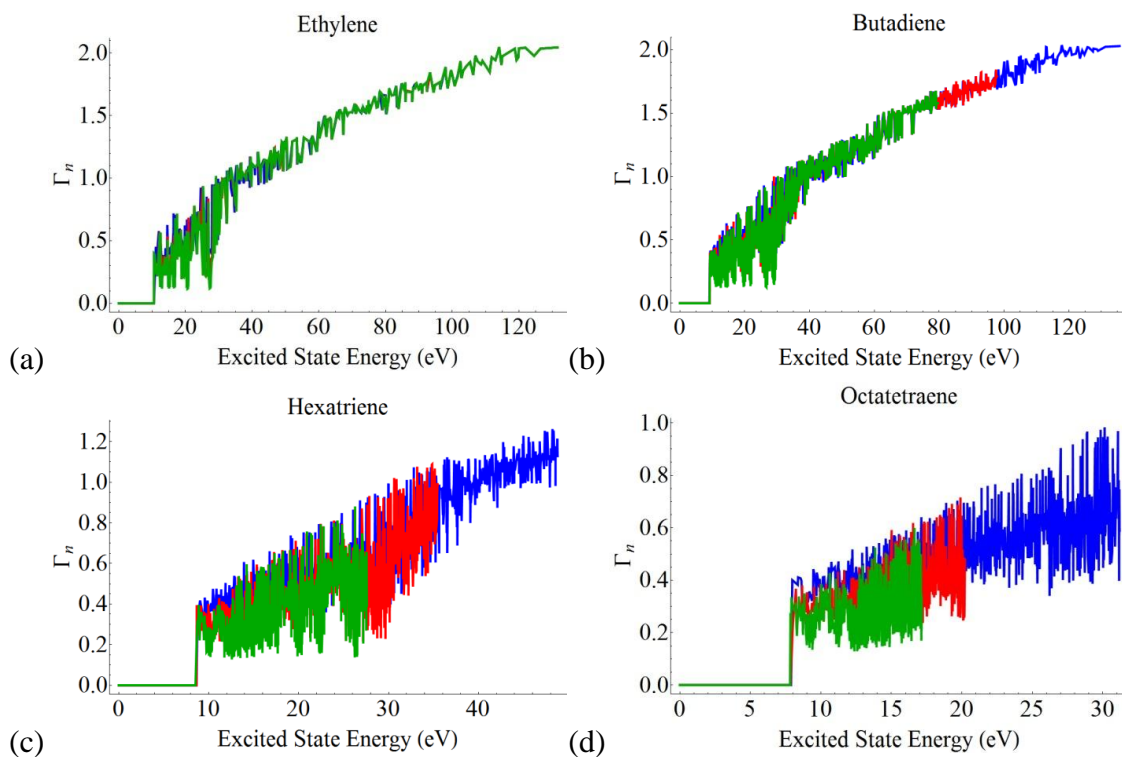 Ethylene
2.0
1.5
1.0
0.5
0.0
Γn
0 20 40 60 80 100 120
Excited State Energy (eV)
(a)
Butadiene
2.0
1.5
1.0
0.5
0.0
Γn
0 20 40 60 80 100 120
Excited State Energy (eV)
(b)
Hexatriene
1.2
1.0
0.8
0.6
0.4
0.2
0.0
Γn
0 10 20 30 40
Excited State Energy (eV)
(c)
Octatetraene
1.0
0.8
0.6
0.4
0.2
0.0
Γn
0 5 10 15 20 25 30
Excited State Energy (eV)
(d)